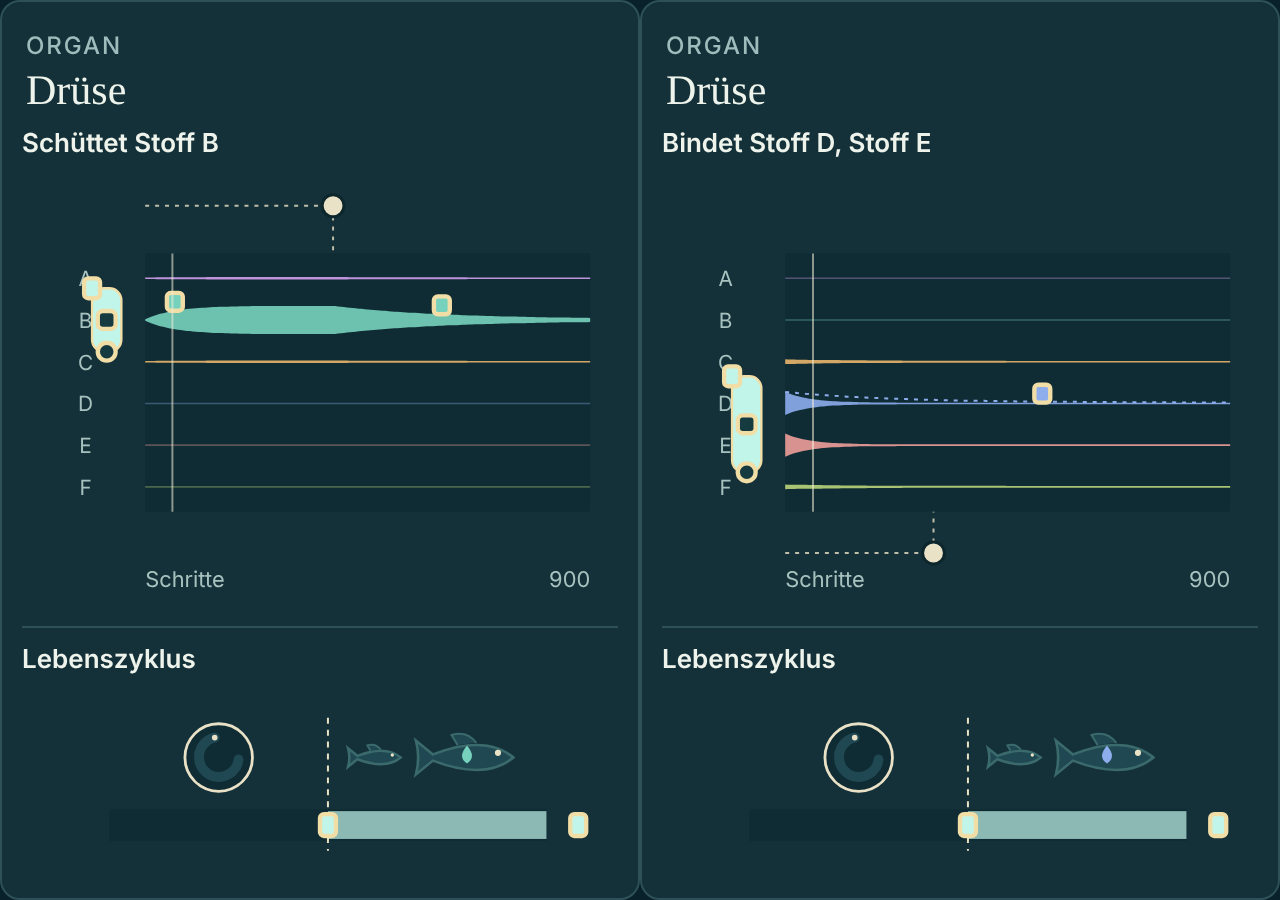 ORGAN
Drüse
Schüttet Stoff B
A
B
C
D
E
F
Schritte 900
Lebenszyklus
ORGAN
Drüse
Bindet Stoff D, Stoff E
A
B
C
D
E
F
Schritte 900
Lebenszyklus